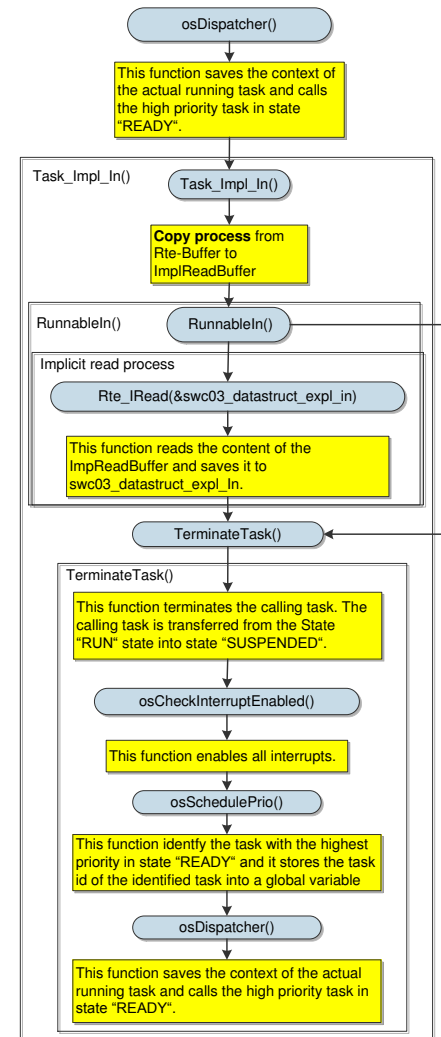 osDispatcher()
This function saves the context of
the actual running task and calls
the high priority task in state
“READY“.
Task_Impl_In()
Task_Impl_In()
Copy process from
Rte-Buffer to
ImplReadBuffer
RunnableIn()
RunnableIn()
Implicit read process
Rte_IRead(&swc03_datastruct_expl_in)
This function reads the content of the
ImpReadBuffer and saves it to
swc03_datastruct_expl_In.
TerminateTask()
TerminateTask()
This function terminates the calling task. The
calling task is transferred from the State
“RUN“ state into state “SUSPENDED“.
osCheckInterruptEnabled()
This function enables all interrupts.
osSchedulePrio()
This function identfy the task with the highest
priority in state “READY“ and it stores the task
id of the identified task into a global variable
osDispatcher()
This function saves the context of the actual
running task and calls the high priority task in
state “READY“.